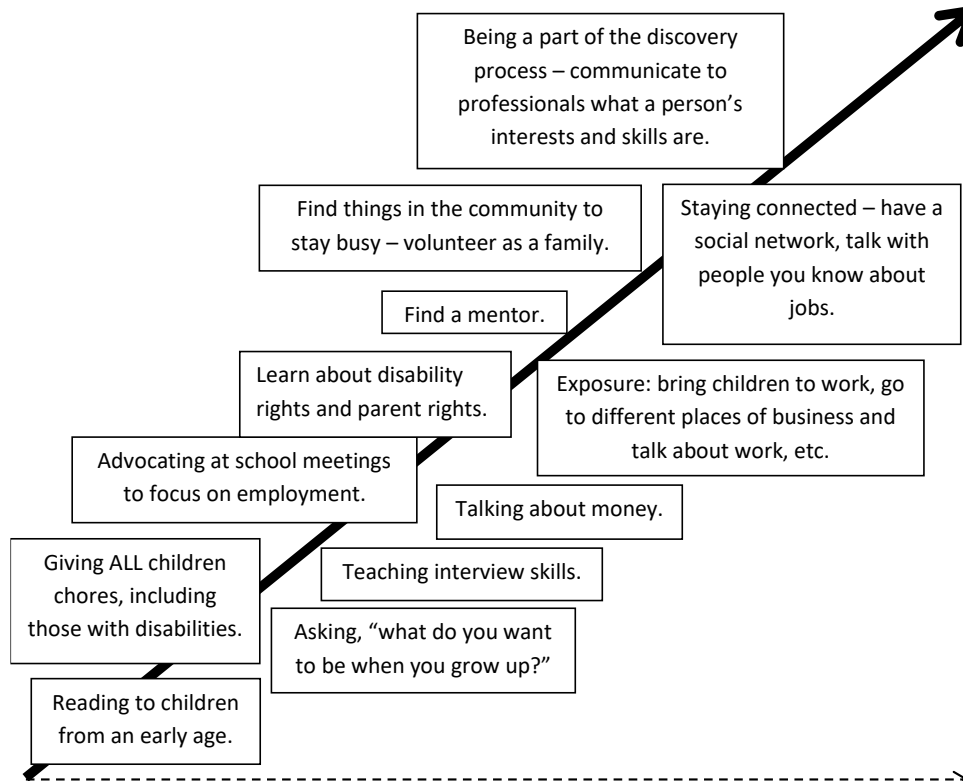 Being a part of the discovery
process – communicate to
professionals what a person's
interests and skills are.
Find things in the community to
stay busy – volunteer as a family.
Staying connected – have a
social network, talk with
people you know about
jobs.
Find a mentor.
Learn about disability
rights and parent rights.
Exposure: bring children to work, go
to different places of business and
talk about work, etc.
Advocating at school meetings
to focus on employment.
Talking about money.
Giving ALL children
chores, including
those with disabilities.
Teaching interview skills.
Asking, "what do you want
to be when you grow up?"
Reading to children
from an early age.